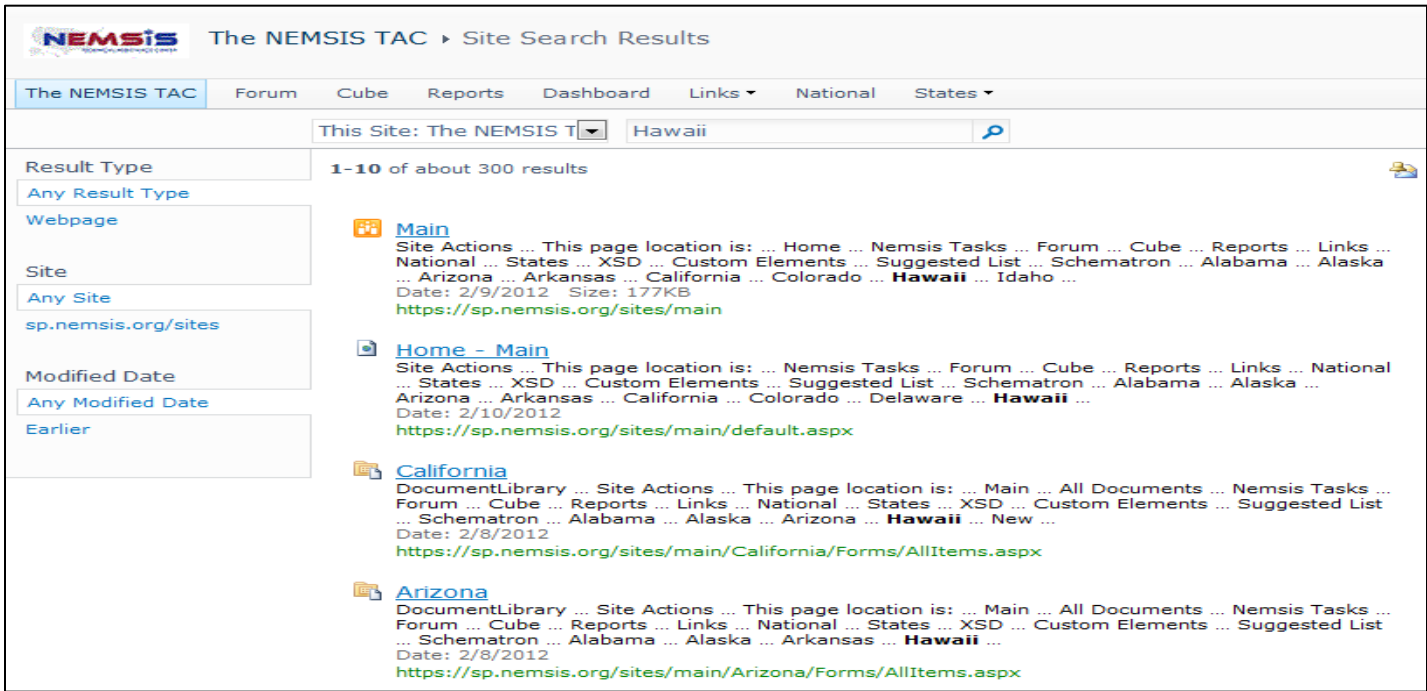 NEMSIS
The NEMSIS TAC ▸ Site Search Results
The NEMSIS TAC Forum Cube Reports Dashboard Links National States
This Site: The NEMSIS T Hawaii
Result Type
Any Result Type
Webpage
Site
Any Site
sp.nemsis.org/sites
Modified Date
Any Modified Date
Earlier
1-10 of about 300 results
Main
Site Actions ... This page location is: ... Home ... Nemsis Tasks ... Forum ... Cube ... Reports ... Links ...
National ... States ... XSD ... Custom Elements ... Suggested List ... Schematron ... Alabama ... Alaska
... Arizona ... Arkansas ... California ... Colorado ... Hawaii ... Idaho ...
Date: 2/9/2012 Size: 177KB
https://sp.nemsis.org/sites/main
Home - Main
Site Actions ... This page location is: ... Nemsis Tasks ... Forum ... Cube ... Reports ... Links ... National
... States ... XSD ... Custom Elements ... Suggested List ... Schematron ... Alabama ... Alaska ...
Arizona ... Arkansas ... California ... Colorado ... Delaware ... Hawaii ...
Date: 2/10/2012
https://sp.nemsis.org/sites/main/default.aspx
California
DocumentLibrary ... Site Actions ... This page location is: ... Main ... All Documents ... Nemsis Tasks ...
Forum ... Cube ... Reports ... Links ... National ... States ... XSD ... Custom Elements ... Suggested List
... Schematron ... Alabama ... Alaska ... Arizona ... Hawaii ... New ...
Date: 2/8/2012
https://sp.nemsis.org/sites/main/California/Forms/AllItems.aspx
Arizona
DocumentLibrary ... Site Actions ... This page location is: ... Main ... All Documents ... Nemsis Tasks ...
Forum ... Cube ... Reports ... Links ... National ... States ... XSD ... Custom Elements ... Suggested List
... Schematron ... Alabama ... Alaska ... Arkansas ... Hawaii ...
Date: 2/8/2012
https://sp.nemsis.org/sites/main/Arizona/Forms/AllItems.aspx